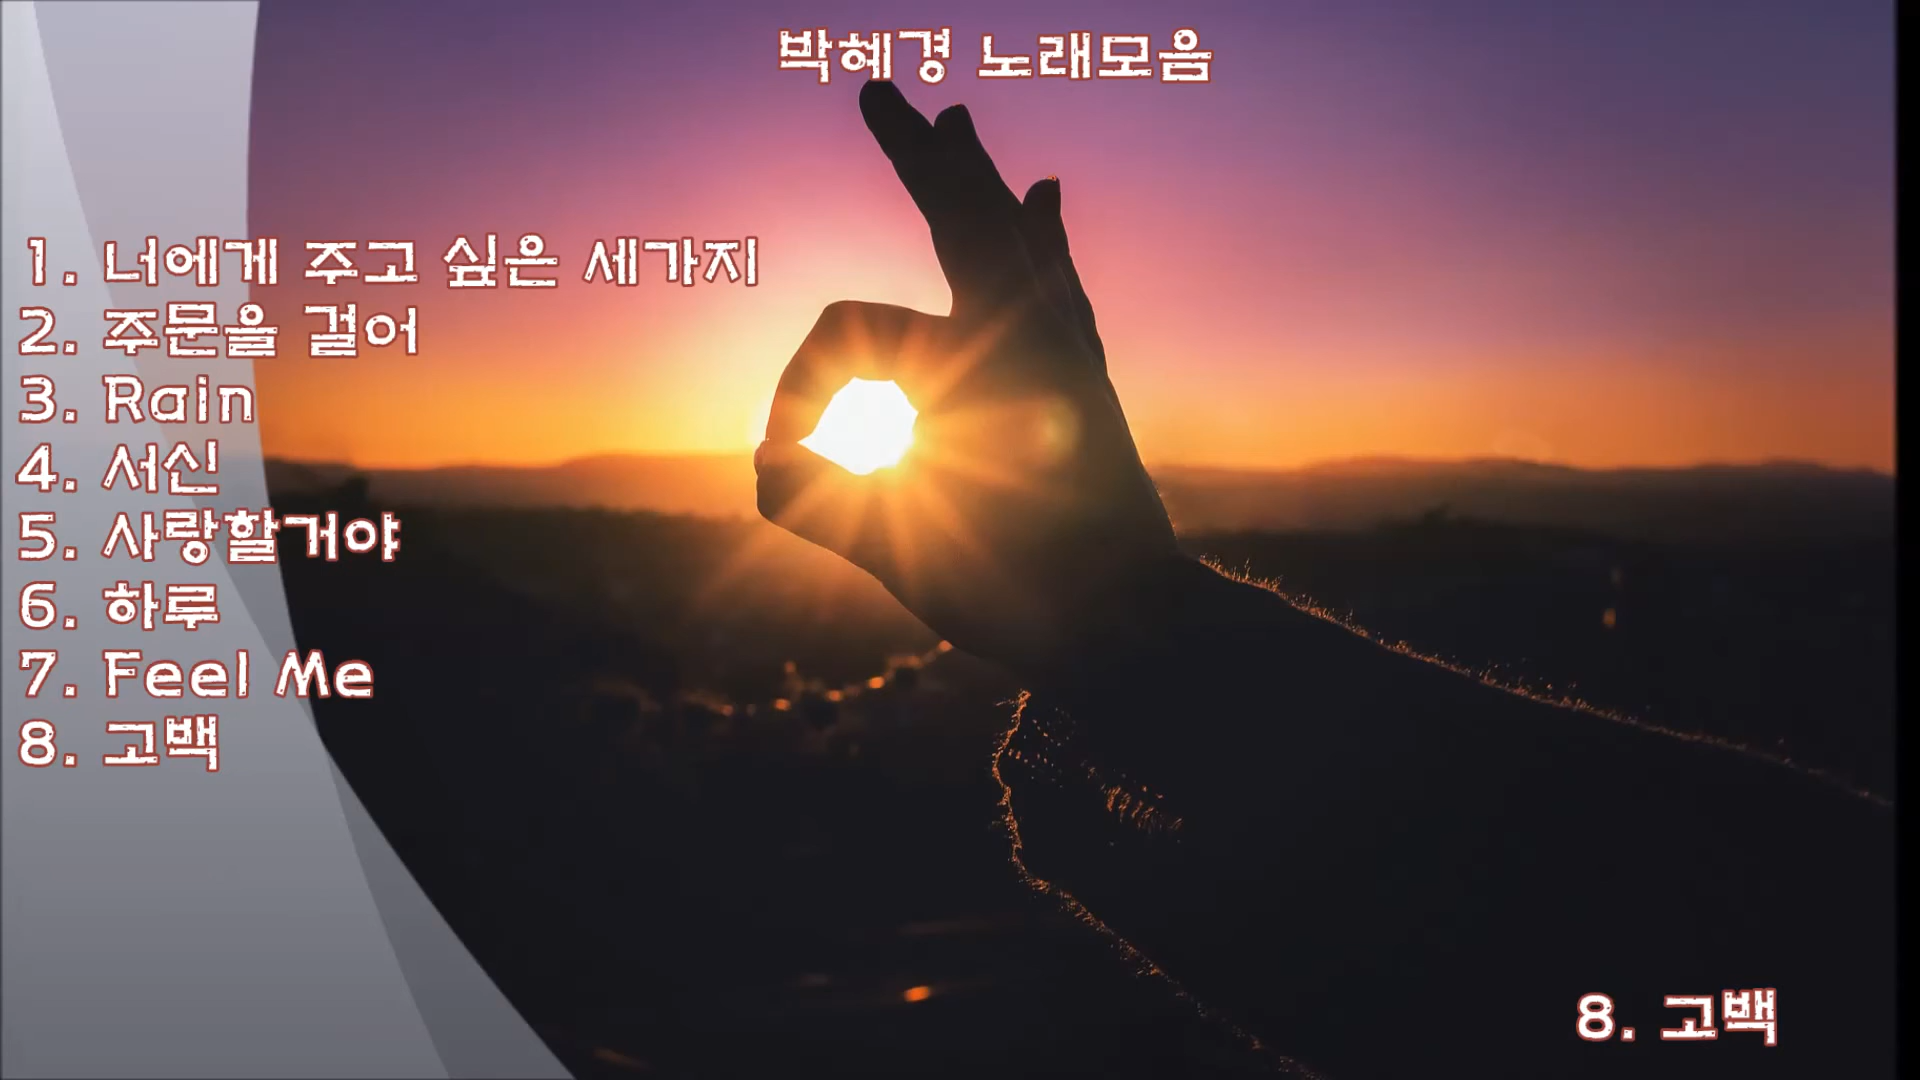 박혜경 노래모음
1. 너에게 주고 싶은 세가지
2. 주문을 걸어
3. Rain
4. 서신
5. 사랑할거야
6. 하루
7. Feel Me
8. 고백
8. 고백